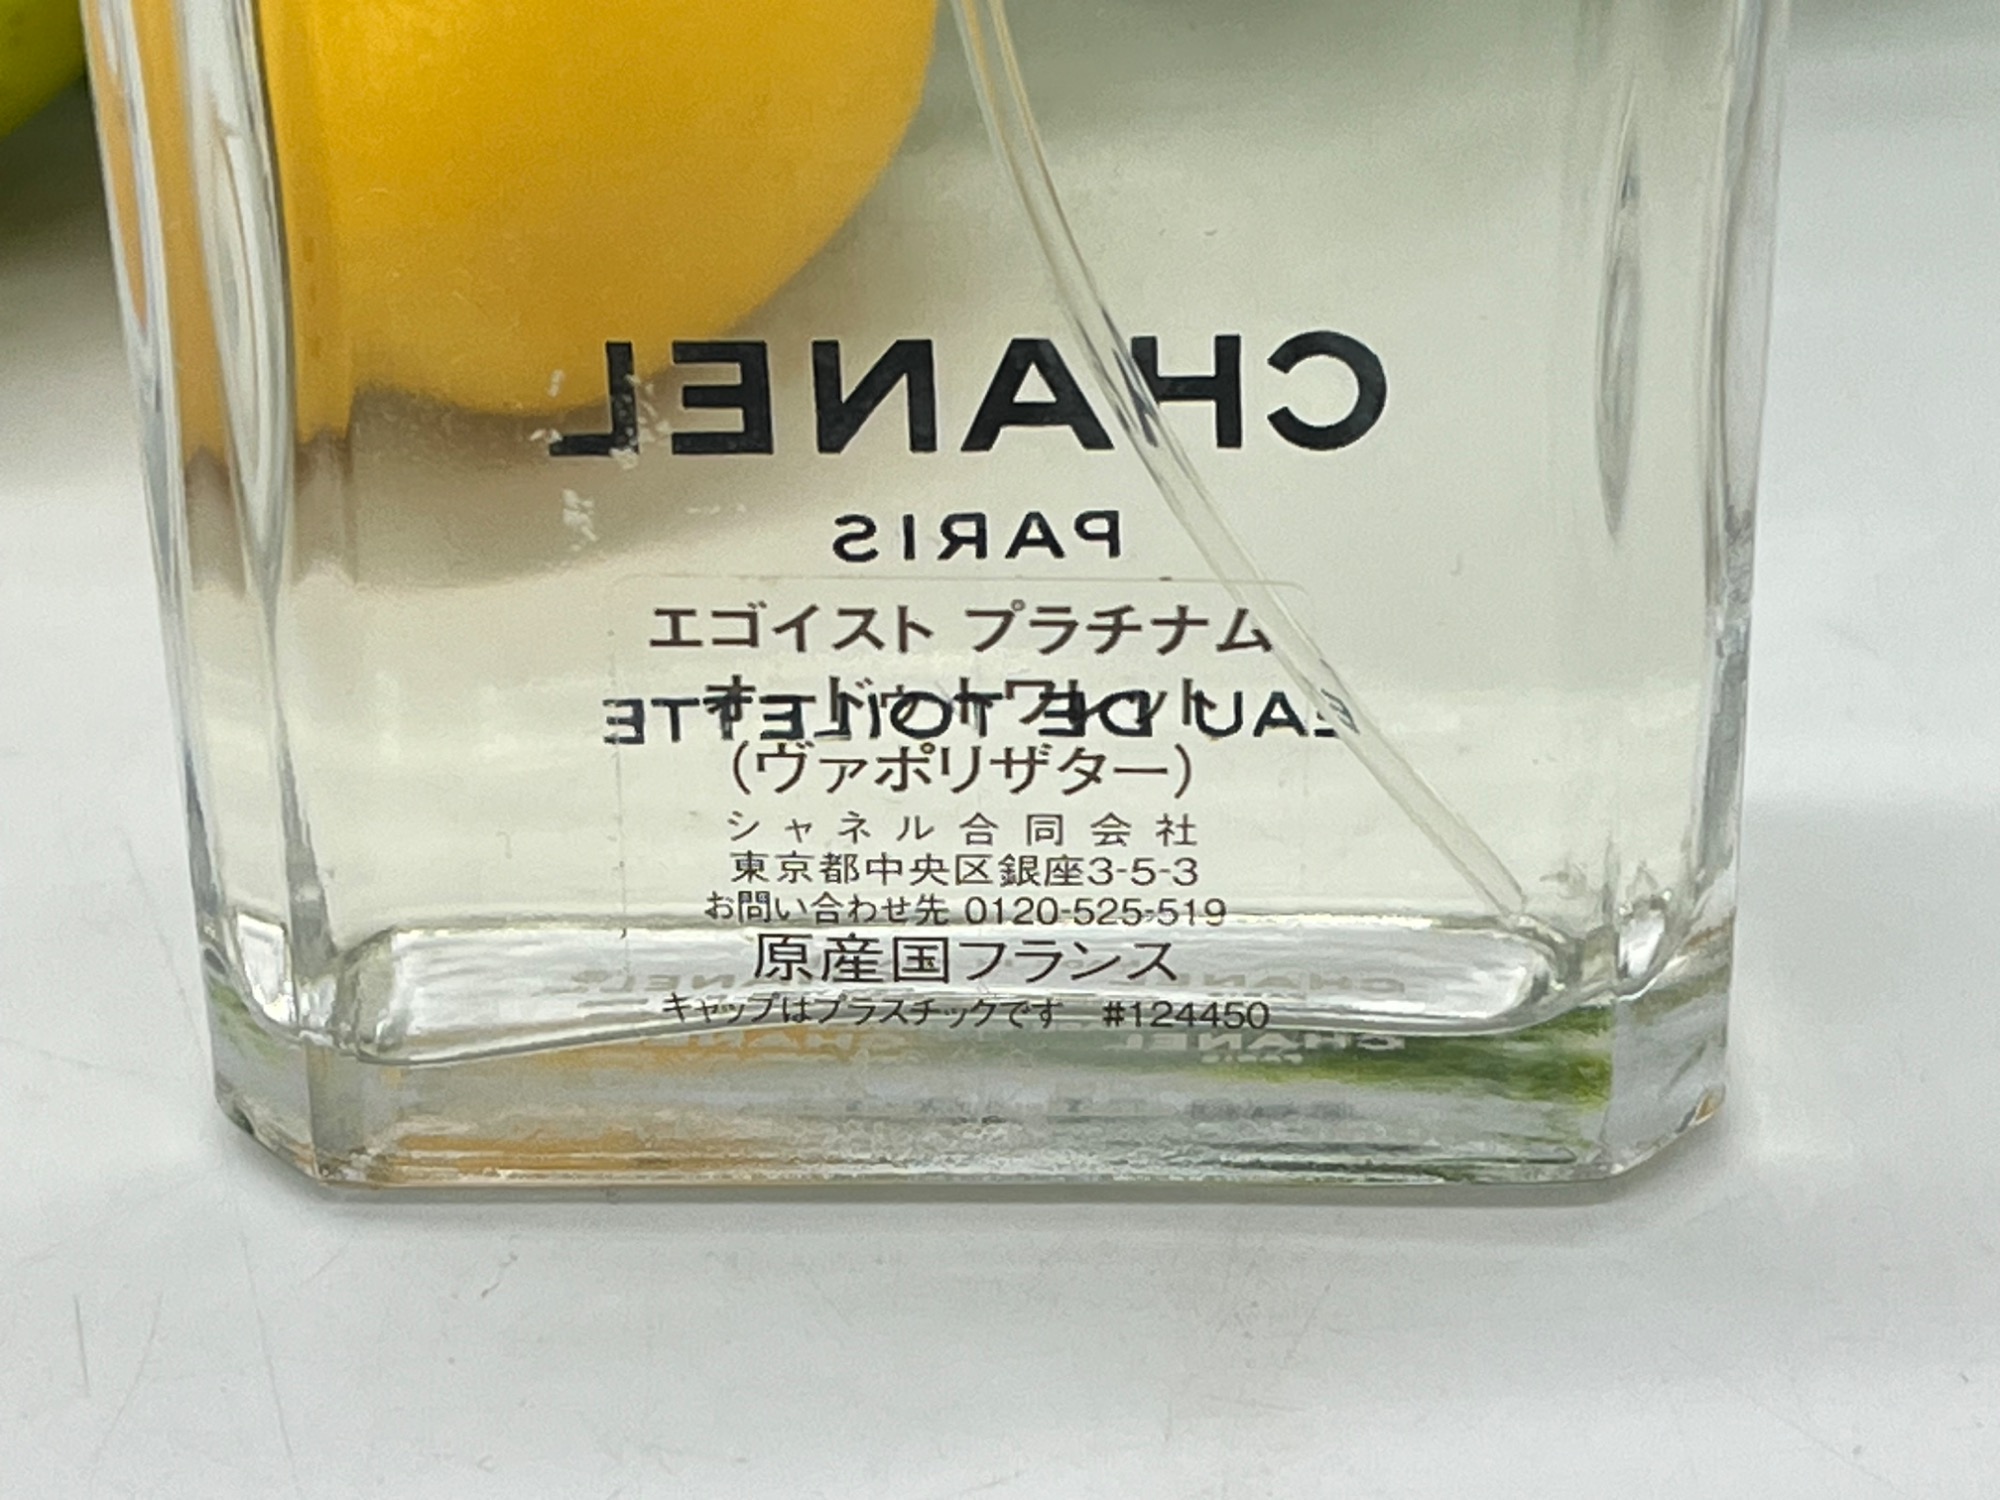 CHANEL
PARIS
エゴイスト プラチナム
オードゥ トワレット
EAU DE TOILETTE
（ヴァポリザター）
シャネル合同会社
東京都中央区銀座3-5-3
お問い合わせ先 0120-525-519
原産国フランス
キャップはプラスチックです #124450